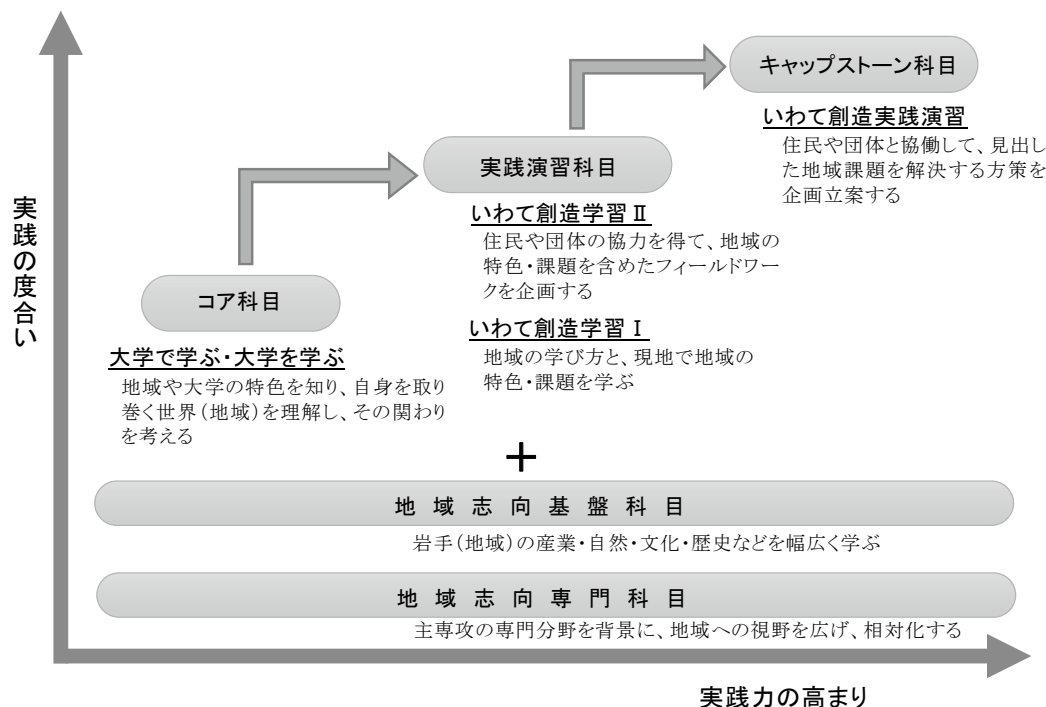 キャップストーン科目
いわて創造実践演習
住民や団体と協働して、見出し
た地域課題を解決する方策を
企画立案する
実践演習科目
いわて創造学習Ⅱ
住民や団体の協力を得て、地域の
特色・課題を含めたフィールドワー
クを企画する
いわて創造学習Ⅰ
地域の学び方と、現地で地域の
特色・課題を学ぶ
コア科目
大学で学ぶ・大学を学ぶ
地域や大学の特色を知り、自身を取り
巻く世界(地域)を理解し、その関わり
を考える
実践の度合い
+
地域志向基盤科目
岩手(地域)の産業・自然・文化・歴史などを幅広く学ぶ
地域志向専門科目
主専攻の専門分野を背景に、地域への視野を広げ、相対化する
実践力の高まり